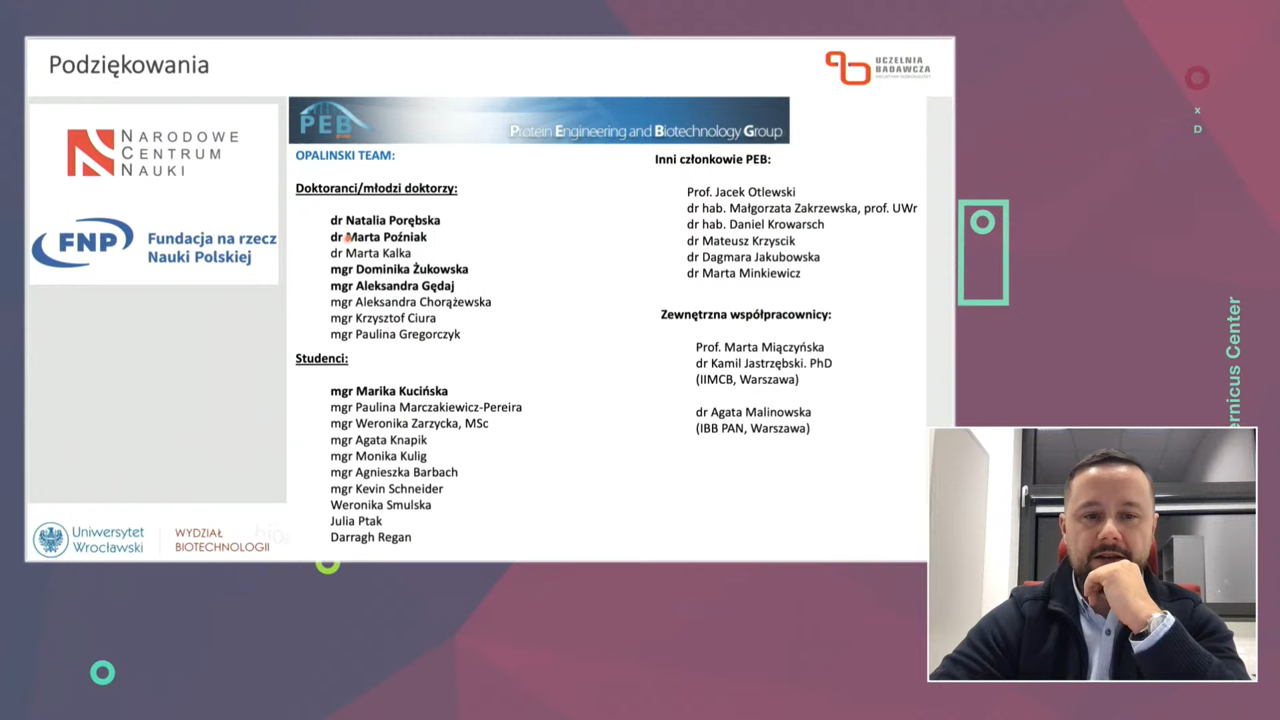 Podziękowania
UCZELNIA
BADAWCZA
NARODOWE
CENTRUM
NAUKI
FNP
Fundacja na rzecz
Nauki Polskiej
PEB
group
Protein Engineering and Biotechnology Group
OPALINSKI TEAM:
Doktoranci/młodzi doktorzy:
dr Natalia Porębska
dr Marta Poźniak
dr Marta Kalka
mgr Dominika Żukowska
mgr Aleksandra Gędaj
mgr Aleksandra Chorążewska
mgr Krzysztof Ciura
mgr Paulina Gregorczyk
Studenci:
mgr Marika Kucińska
mgr Paulina Marczakiewicz-Pereira
mgr Weronika Zarzycka, MSc
mgr Agata Knapik
mgr Monika Kulig
mgr Agnieszka Barbach
mgr Kevin Schneider
Weronika Smulska
Julia Ptak
Darragh Regan
Inni członkowie PEB:
Prof. Jacek Otlewski
dr hab. Małgorzata Zakrzewska, prof. UWr
dr hab. Daniel Krowarsch
dr Mateusz Krzyscik
dr Dagmara Jakubowska
dr Marta Minkiewicz
Zewnętrzna współpracownicy:
Prof. Marta Miączyńska
dr Kamil Jastrzębski. PhD
(IIMCB, Warszawa)
dr Agata Malinowska
(IBB PAN, Warszawa)
Uniwersytet
Wrocławski
WYDZIAŁ
BIOTECHNOLOGII
x
D
ernicus Center